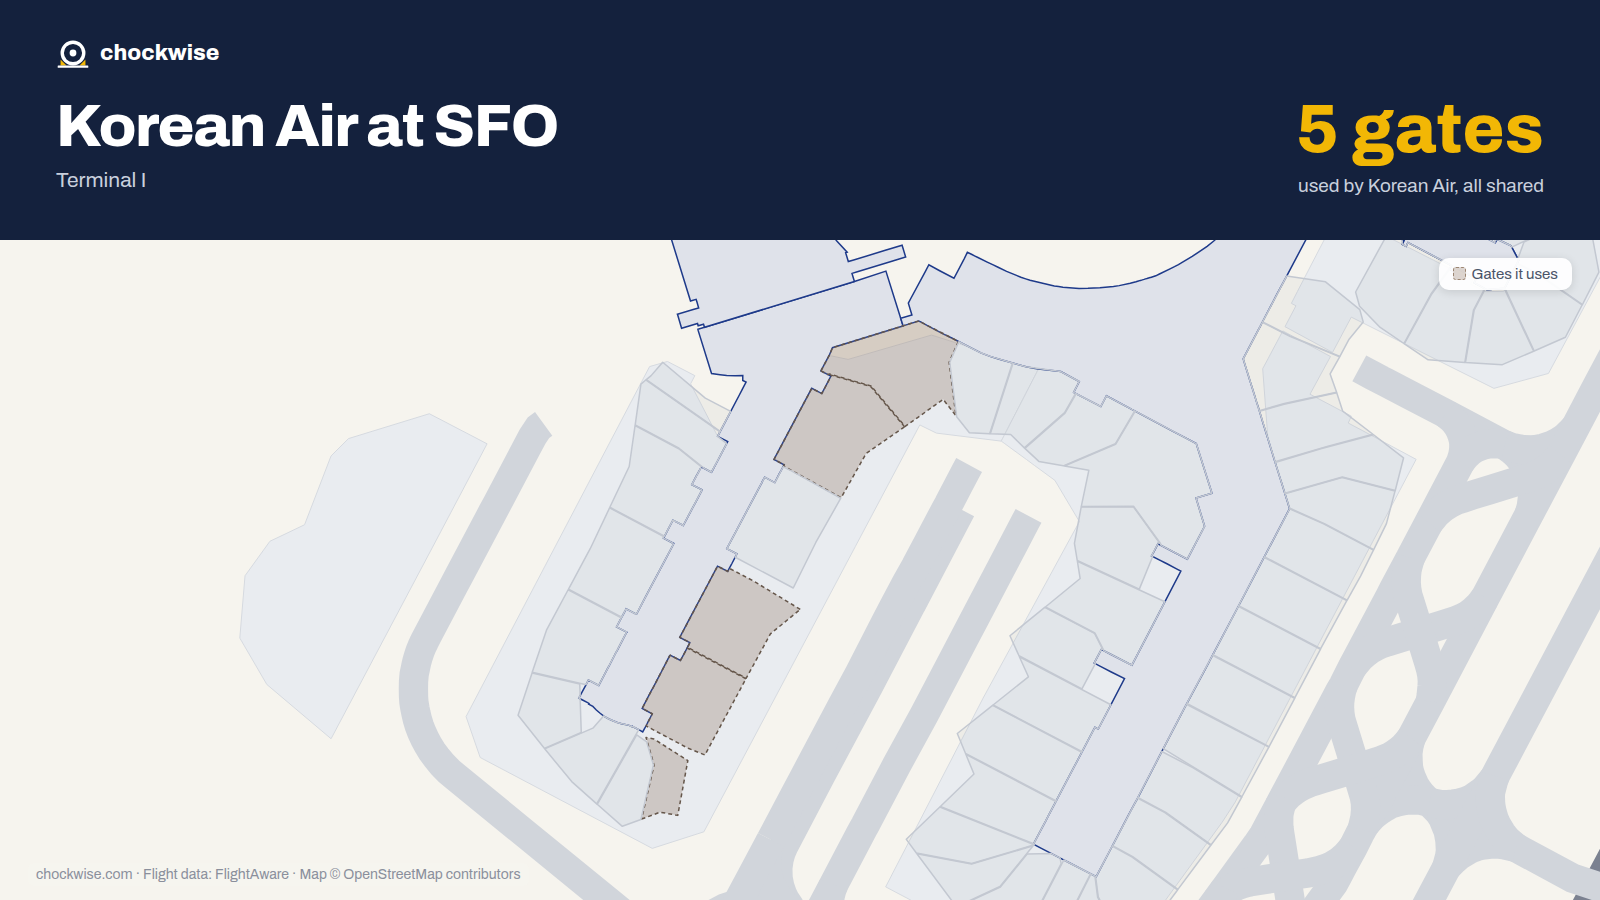 chockwise
Korean Air at SFO
Terminal I
5 gates
used by Korean Air, all shared
Gates it uses
chockwise.com · Flight data: FlightAware · Map © OpenStreetMap contributors